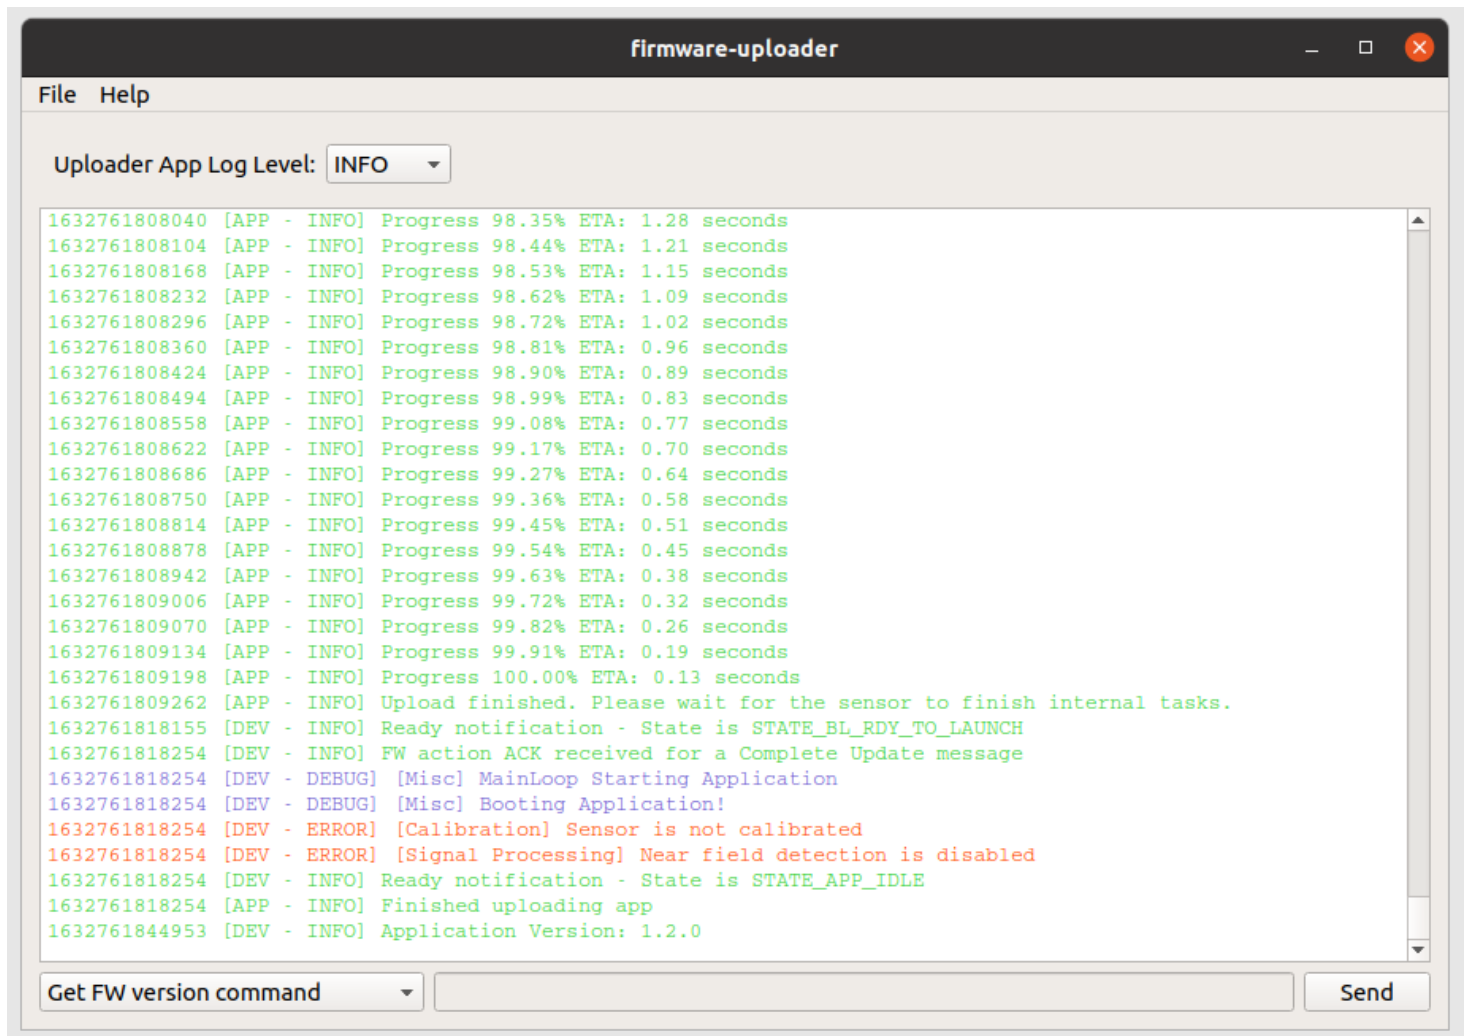 firmware-uploader
File Help
Uploader App Log Level: INFO
1632761808040 [APP - INFO] Progress 98.35% ETA: 1.28 seconds
1632761808104 [APP - INFO] Progress 98.44% ETA: 1.21 seconds
1632761808168 [APP - INFO] Progress 98.53% ETA: 1.15 seconds
1632761808232 [APP - INFO] Progress 98.62% ETA: 1.09 seconds
1632761808296 [APP - INFO] Progress 98.72% ETA: 1.02 seconds
1632761808360 [APP - INFO] Progress 98.81% ETA: 0.96 seconds
1632761808424 [APP - INFO] Progress 98.90% ETA: 0.89 seconds
1632761808494 [APP - INFO] Progress 98.99% ETA: 0.83 seconds
1632761808558 [APP - INFO] Progress 99.08% ETA: 0.77 seconds
1632761808622 [APP - INFO] Progress 99.17% ETA: 0.70 seconds
1632761808686 [APP - INFO] Progress 99.27% ETA: 0.64 seconds
1632761808750 [APP - INFO] Progress 99.36% ETA: 0.58 seconds
1632761808814 [APP - INFO] Progress 99.45% ETA: 0.51 seconds
1632761808878 [APP - INFO] Progress 99.54% ETA: 0.45 seconds
1632761808942 [APP - INFO] Progress 99.63% ETA: 0.38 seconds
1632761809006 [APP - INFO] Progress 99.72% ETA: 0.32 seconds
1632761809070 [APP - INFO] Progress 99.82% ETA: 0.26 seconds
1632761809134 [APP - INFO] Progress 99.91% ETA: 0.19 seconds
1632761809198 [APP - INFO] Progress 100.00% ETA: 0.13 seconds
1632761809262 [APP - INFO] Upload finished. Please wait for the sensor to finish internal tasks.
1632761818155 [DEV - INFO] Ready notification - State is STATE_BL_RDY_TO_LAUNCH
1632761818254 [DEV - INFO] FW action ACK received for a Complete Update message
1632761818254 [DEV - DEBUG] [Misc] MainLoop Starting Application
1632761818254 [DEV - DEBUG] [Misc] Booting Application!
1632761818254 [DEV - ERROR] [Calibration] Sensor is not calibrated
1632761818254 [DEV - ERROR] [Signal Processing] Near field detection is disabled
1632761818254 [DEV - INFO] Ready notification - State is STATE_APP_IDLE
1632761818254 [APP - INFO] Finished uploading app
1632761844953 [DEV - INFO] Application Version: 1.2.0
Get FW version command Send